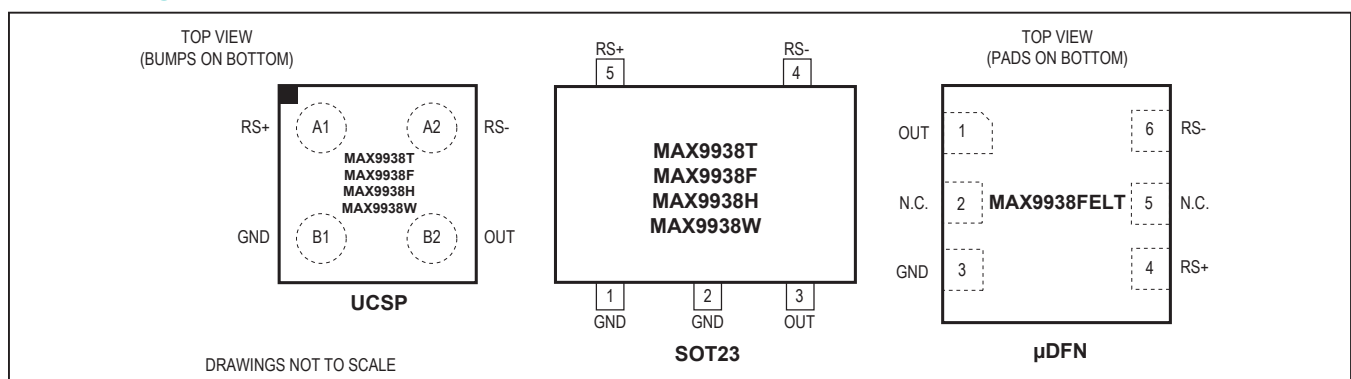 TOP VIEW
(BUMPS ON BOTTOM)
RS+
A1
A2
RS-
MAX9938T
MAX9938F
MAX9938H
MAX9938W
GND
B1
B2
OUT
UCSP
DRAWINGS NOT TO SCALE
RS+
RS-
5
4
MAX9938T
MAX9938F
MAX9938H
MAX9938W
1
2
3
GND
GND
OUT
SOT23
TOP VIEW
(PADS ON BOTTOM)
OUT
1
6
RS-
N.C.
2
MAX9938FELT
5
N.C.
GND
3
4
RS+
µDFN